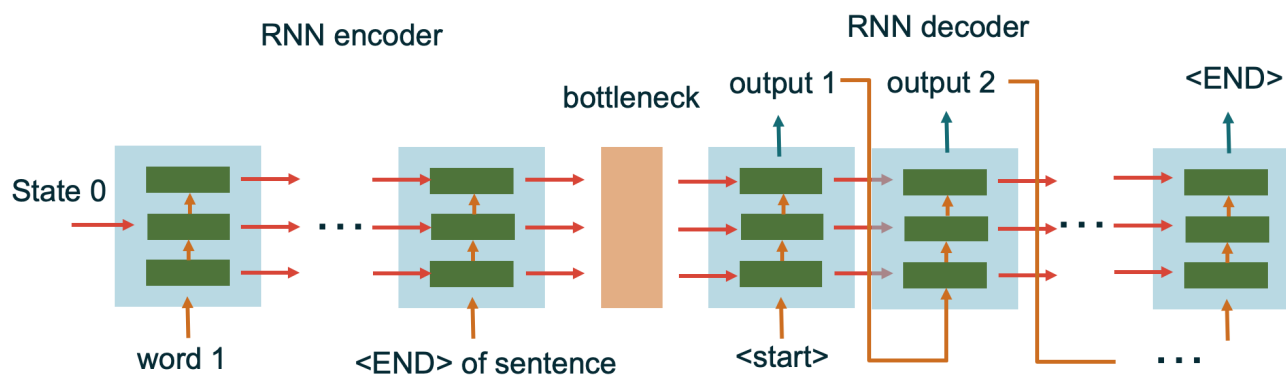 RNN encoder
RNN decoder
bottleneck
output 1
output 2
<END>
State 0
...
...
word 1
<END> of sentence
<start>
...